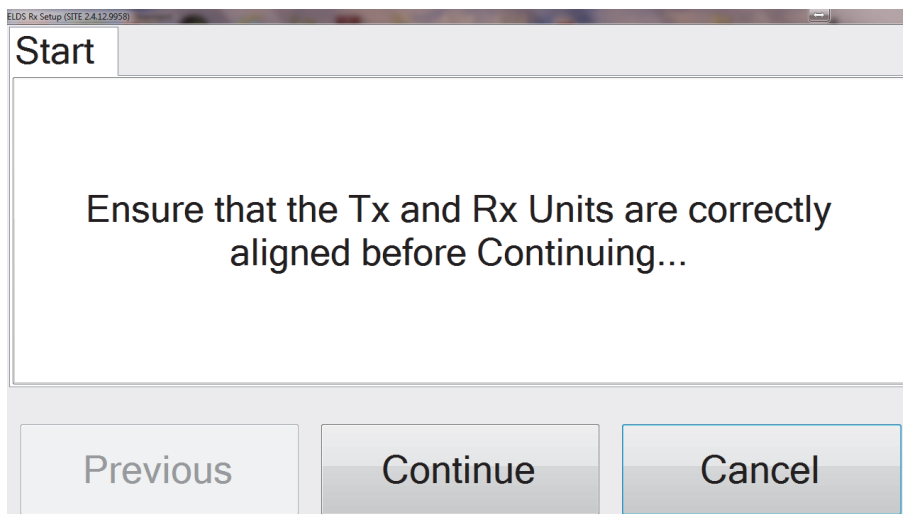 ELDS Rx Setup (SITE 2.4.12.9958)
Start
Ensure that the Tx and Rx Units are correctly
aligned before Continuing...
Previous
Continue
Cancel